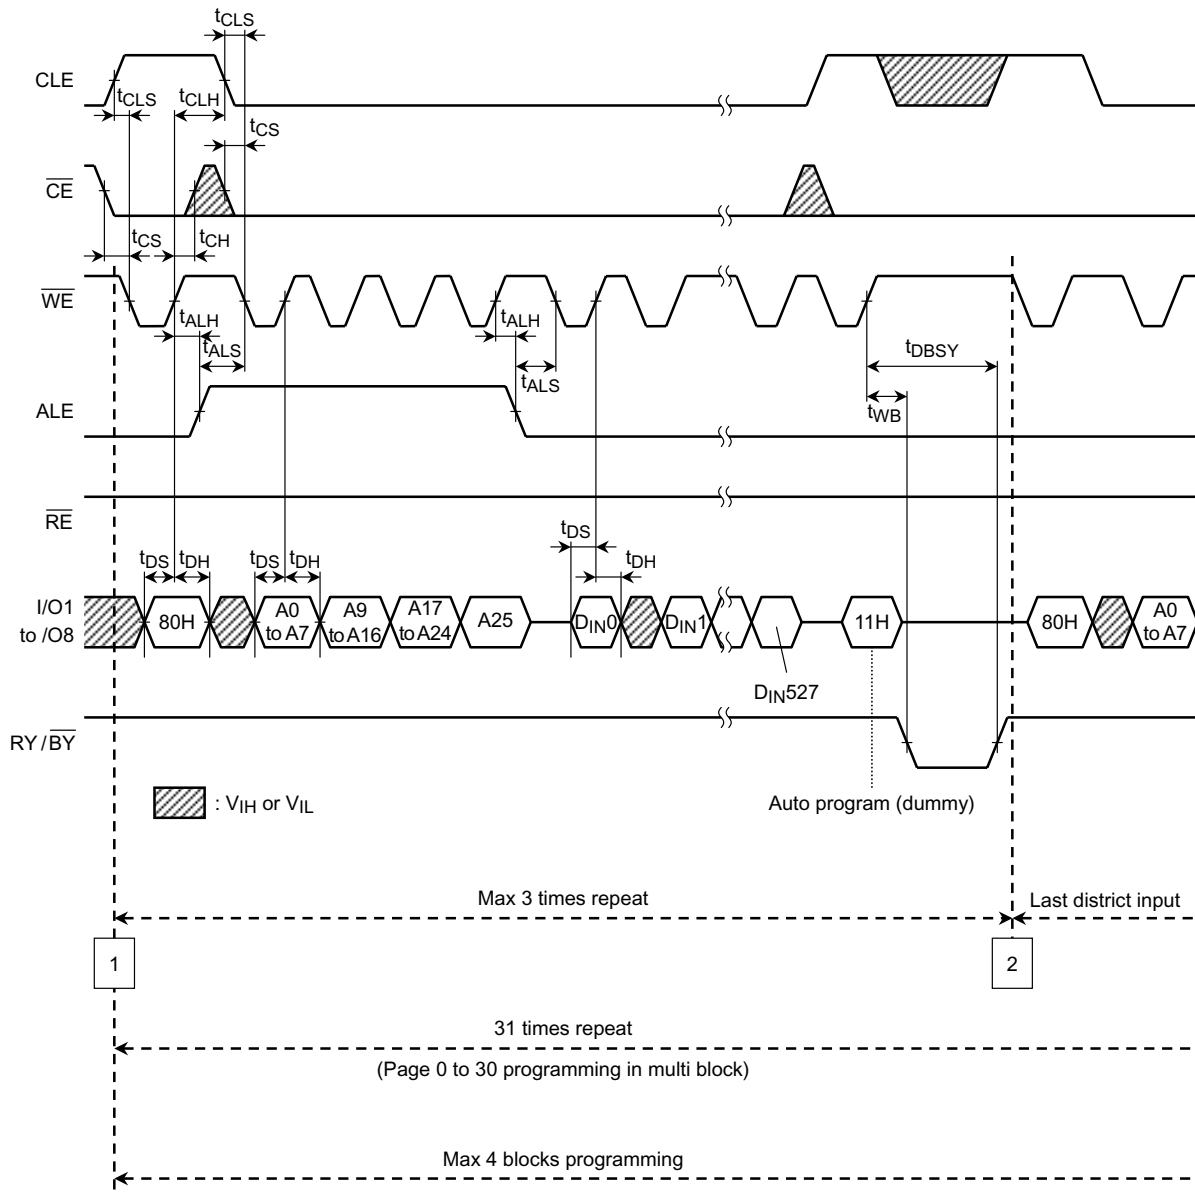 tCLS
CLE
tCLS tCLH
tCS
CE
tCS tCH
WE
tALH tALH
tALS tDBSY
tALS
ALE tWB
RE
tDS
tDS tDH tDS tDH tDH
I/O1
to /O8
80H
A0
to A7
A9
to A16
A17
to A24
A25
DIN0
DIN1
11H
80H
A0
to A7
DIN527
RY/BY
: VIH or VIL
Auto program (dummy)
Max 3 times repeat
Last district input
1
2
31 times repeat
(Page 0 to 30 programming in multi block)
Max 4 blocks programming